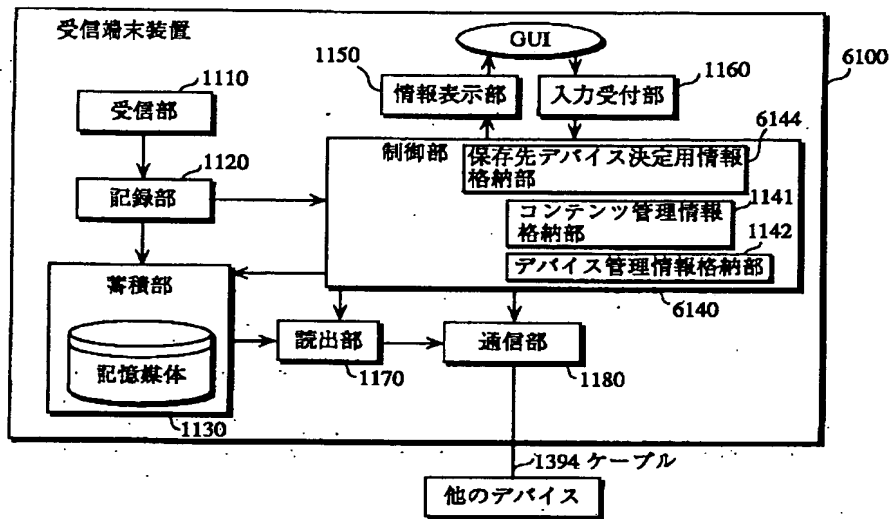 受信端末装置
GUI
1150
1160
6100
1110
情報表示部
入力受付部
受信部
6144
制御部
保存先デバイス決定用情報
格納部
1120
記録部
1141
コンテンツ管理情報
格納部
1142
デバイス管理情報格納部
蓄積部
6140
読出部
通信部
記憶媒体
1170
1180
1130
1394 ケーブル
他のデバイス